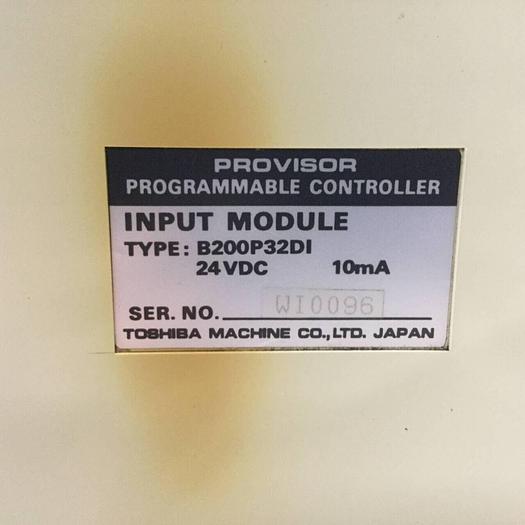 PROVISOR
PROGRAMMABLE CONTROLLER
INPUT MODULE
TYPE: B200P32DI
24VDC 10mA
SER. NO. WI0096
TOSHIBA MACHINE CO.,LTD. JAPAN